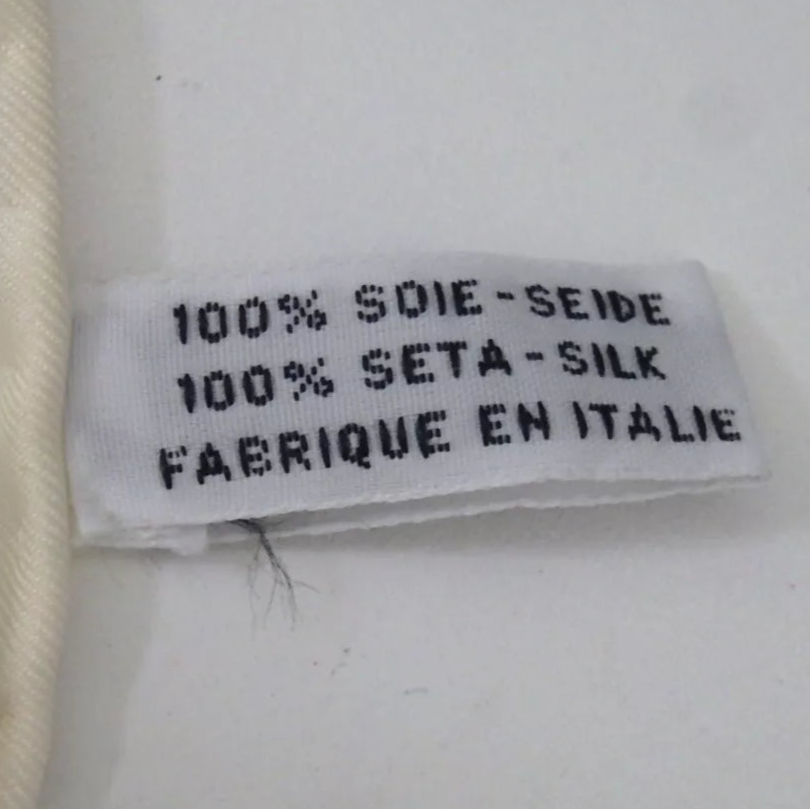 100% SOIE-SEIDE
100% SETA-SILK
FABRIQUE EN ITALIE